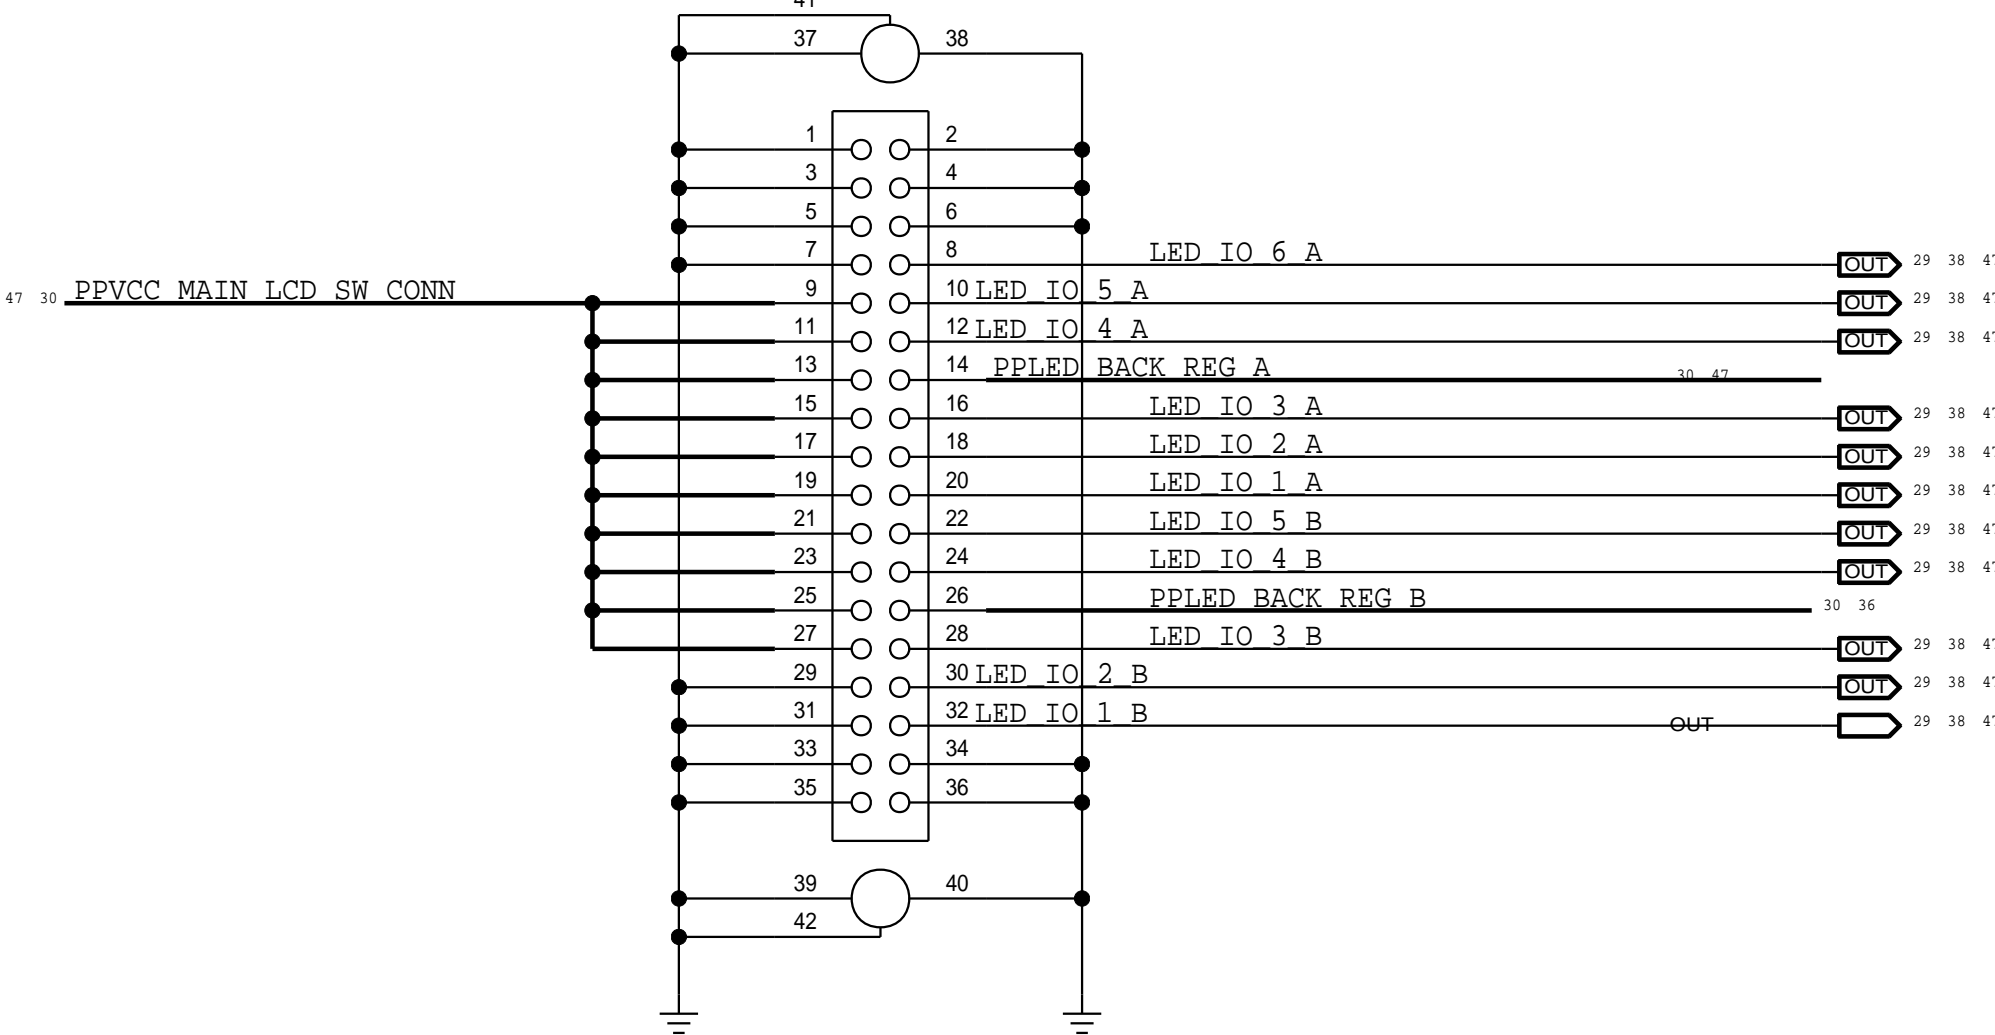 37 38
1 2
3 4
5 6
7 8 LED_IO_6_A OUT 29 38
47 30 PPVCC_MAIN_LCD_SW_CONN 9 10 LED_IO_5_A OUT 29 38
11 12 LED_IO_4_A OUT 29 38
13 14 PPLED_BACK_REG_A 30 47
15 16 LED_IO_3_A OUT 29 38
17 18 LED_IO_2_A OUT 29 38
19 20 LED_IO_1_A OUT 29 38
21 22 LED_IO_5_B OUT 29 38
23 24 LED_IO_4_B OUT 29 38
25 26 PPLED_BACK_REG_B 30 36
27 28 LED_IO_3_B OUT 29 38
29 30 LED_IO_2_B OUT 29 38
31 32 LED_IO_1_B OUT 29 38
33 34
35 36
39 40
42